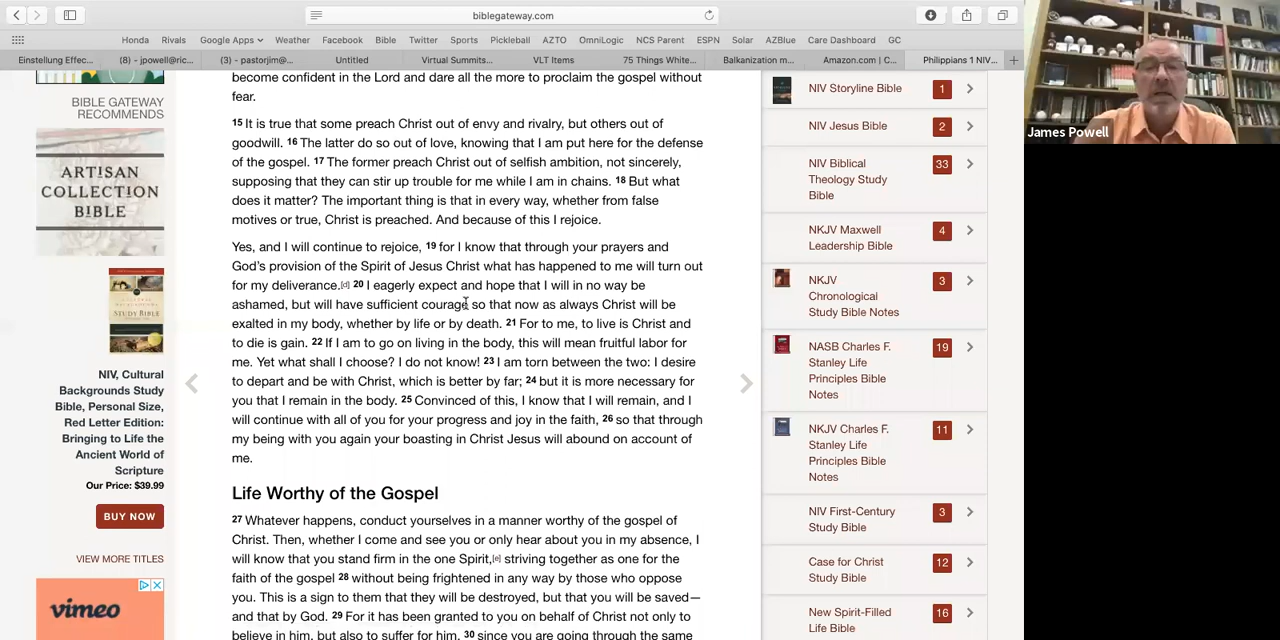 biblegateway.com
Honda Rivals Google Apps Weather Facebook Bible Twitter Sports Pickleball AZTO OmniLogic NCS Parent ESPN Solar AZBlue Care Dashboard GC
Einstellung Effec... (8) - jpowell@ric... (3) - pastorjim@... Untitled Virtual Summits... VLT Items 75 Things White... Balkanization m... Amazon.com | C... Philippians 1 NIV...
BIBLE GATEWAY
RECOMMENDS
ARTISAN
COLLECTION
BIBLE
STUDY
BIBLE
NIV, Cultural
Backgrounds Study
Bible, Personal Size,
Red Letter Edition:
Bringing to Life the
Ancient World of
Scripture
Our Price: $39.99
BUY NOW
VIEW MORE TITLES
vimeo
become confident in the Lord and dare all the more to proclaim the gospel without
fear.
15 It is true that some preach Christ out of envy and rivalry, but others out of
goodwill. 16 The latter do so out of love, knowing that I am put here for the defense
of the gospel. 17 The former preach Christ out of selfish ambition, not sincerely,
supposing that they can stir up trouble for me while I am in chains. 18 But what
does it matter? The important thing is that in every way, whether from false
motives or true, Christ is preached. And because of this I rejoice.
Yes, and I will continue to rejoice, 19 for I know that through your prayers and
God's provision of the Spirit of Jesus Christ what has happened to me will turn out
for my deliverance.[d] 20 I eagerly expect and hope that I will in no way be
ashamed, but will have sufficient courage so that now as always Christ will be
exalted in my body, whether by life or by death. 21 For to me, to live is Christ and
to die is gain. 22 If I am to go on living in the body, this will mean fruitful labor for
me. Yet what shall I choose? I do not know! 23 I am torn between the two: I desire
to depart and be with Christ, which is better by far; 24 but it is more necessary for
you that I remain in the body. 25 Convinced of this, I know that I will remain, and I
will continue with all of you for your progress and joy in the faith, 26 so that through
my being with you again your boasting in Christ Jesus will abound on account of
me.
Life Worthy of the Gospel
27 Whatever happens, conduct yourselves in a manner worthy of the gospel of
Christ. Then, whether I come and see you or only hear about you in my absence, I
will know that you stand firm in the one Spirit,[e] striving together as one for the
faith of the gospel 28 without being frightened in any way by those who oppose
you. This is a sign to them that they will be destroyed, but that you will be saved—
and that by God. 29 For it has been granted to you on behalf of Christ not only to
believe in him, but also to suffer for him, 30 since you are going through the same
NIV Storyline Bible 1
NIV Jesus Bible 2
NIV Biblical 33
Theology Study
Bible
NKJV Maxwell 4
Leadership Bible
NKJV 3
Chronological
Study Bible Notes
NASB Charles F. 19
Stanley Life
Principles Bible
Notes
NKJV Charles F. 11
Stanley Life
Principles Bible
Notes
NIV First-Century 3
Study Bible
Case for Christ 12
Study Bible
New Spirit-Filled 16
Life Bible
James Powell